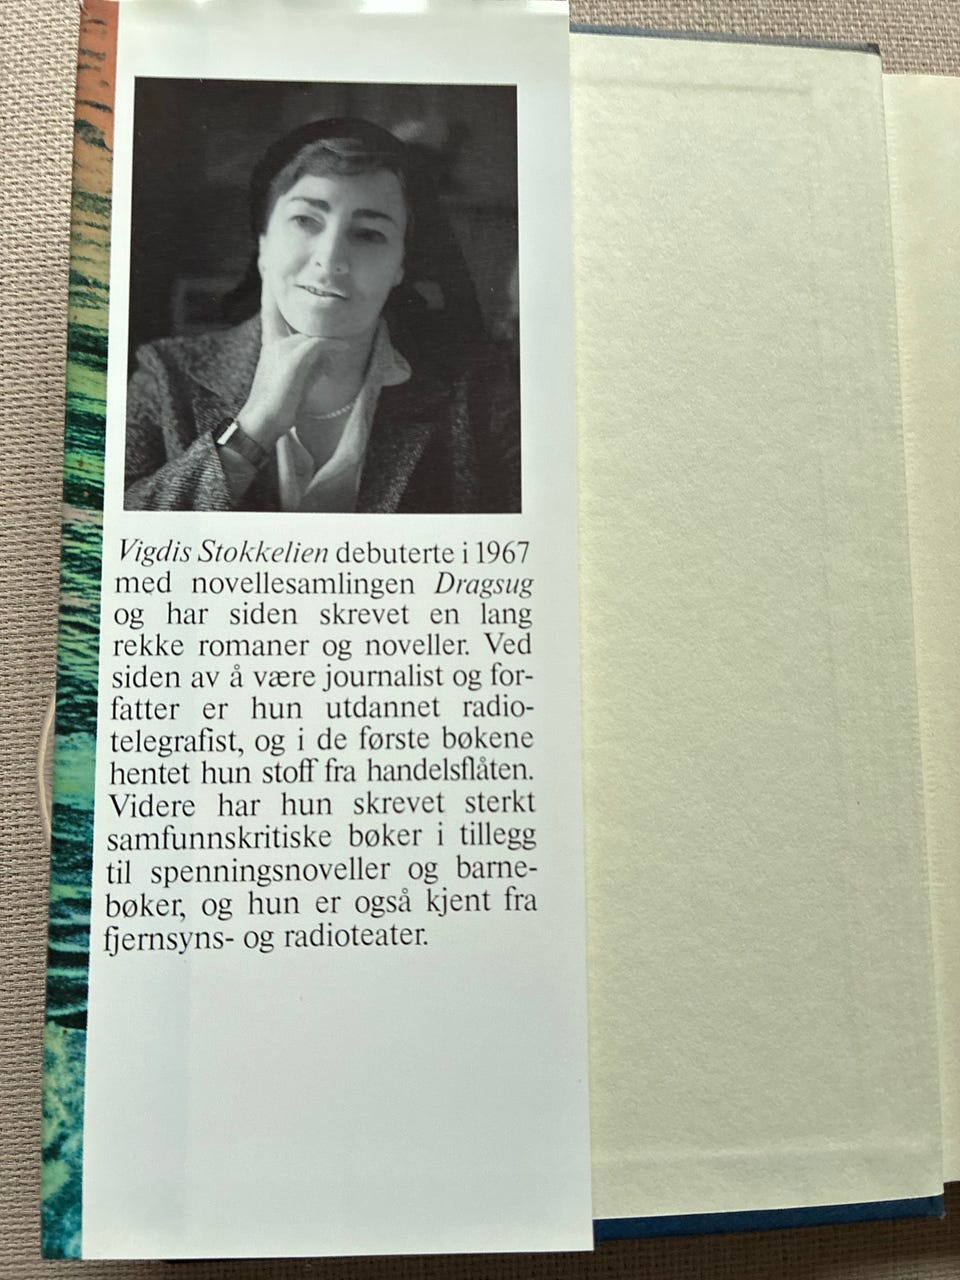 Vigdis Stokkelien debuterte i 1967
med novellesamlingen Dragsug
og har siden skrevet en lang
rekke romaner og noveller. Ved
siden av å være journalist og for-
fatter er hun utdannet radio-
telegrafist, og i de første bøkene
hentet hun stoff fra handelsflåten.
Videre har hun skrevet sterkt
samfunnskritiske bøker i tillegg
til spenningsnoveller og barne-
bøker, og hun er også kjent fra
fjernsyns- og radioteater.